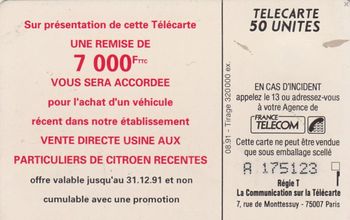 Sur présentation de cette Télécarte
UNE REMISE DE
7 000F TTC
VOUS SERA ACCORDEE
pour l'achat d'un véhicule
récent dans notre établissement
VENTE DIRECTE USINE AUX
PARTICULIERS DE CITROEN RECENTES
offre valable jusqu'au 31.12.91 et non
cumulable avec une promotion
08.91 - Tirage 320 000 ex.
TELECARTE
50 UNITES
EN CAS D'INCIDENT
appelez le 13 ou adressez-vous
à votre Agence de
FRANCE
TELECOM
Cette carte ne peut être vendue
que sous emballage scellé
A 175123
Régie T
La Communication sur la Télécarte
7, rue de Monttessuy - 75007 Paris